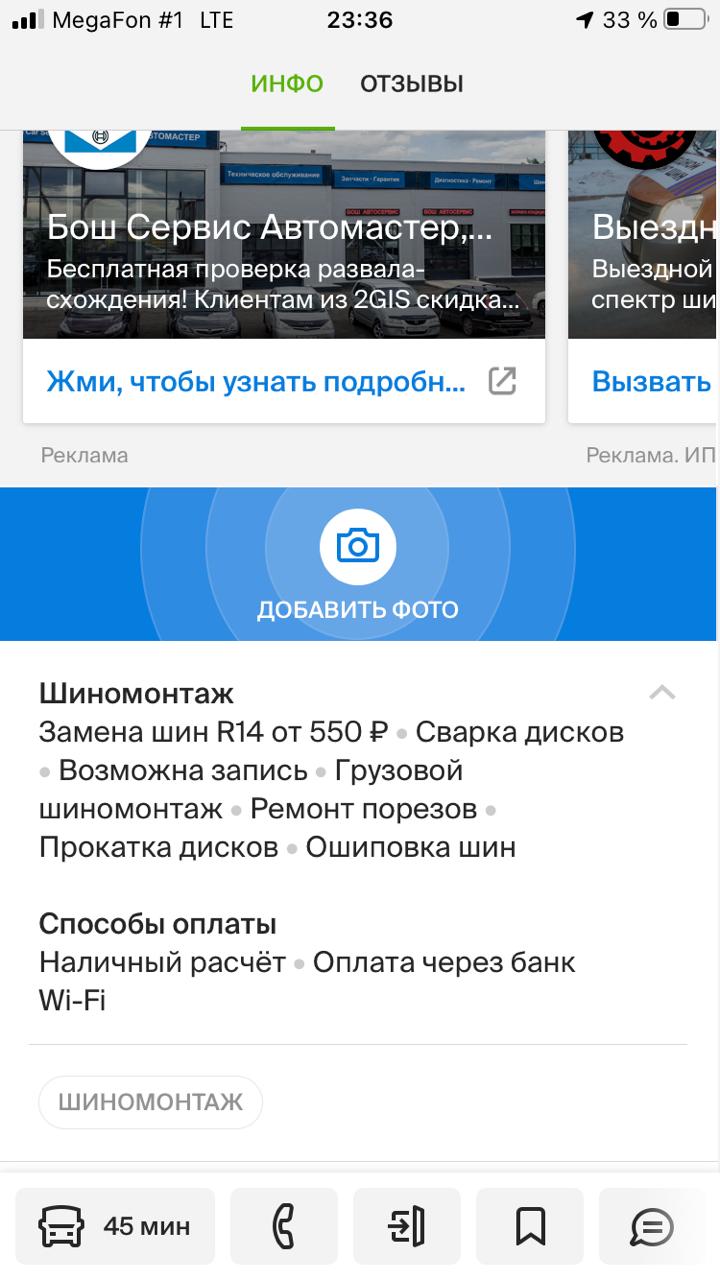 MegaFon #1 LTE 23:36 33 %
ИНФО ОТЗЫВЫ
АВТОМАСТЕР
Техническое обслуживание Запчасти · Гарантия Диагностика · Ремонт
БОШ АВТОСЕРВИС БОШ АВТОСЕРВИС
Бош Сервис Автомастер,...
Бесплатная проверка развала-
схождения! Клиентам из 2GIS скидка...
Жми, чтобы узнать подробн...
Реклама
Выездн
Выездной
спектр ши
Вызвать
Реклама. ИП
ДОБАВИТЬ ФОТО
Шиномонтаж
Замена шин R14 от 550 ₽ • Сварка дисков
• Возможна запись • Грузовой
шиномонтаж • Ремонт порезов •
Прокатка дисков • Ошиповка шин
Способы оплаты
Наличный расчёт • Оплата через банк
Wi-Fi
ШИНОМОНТАЖ
45 мин